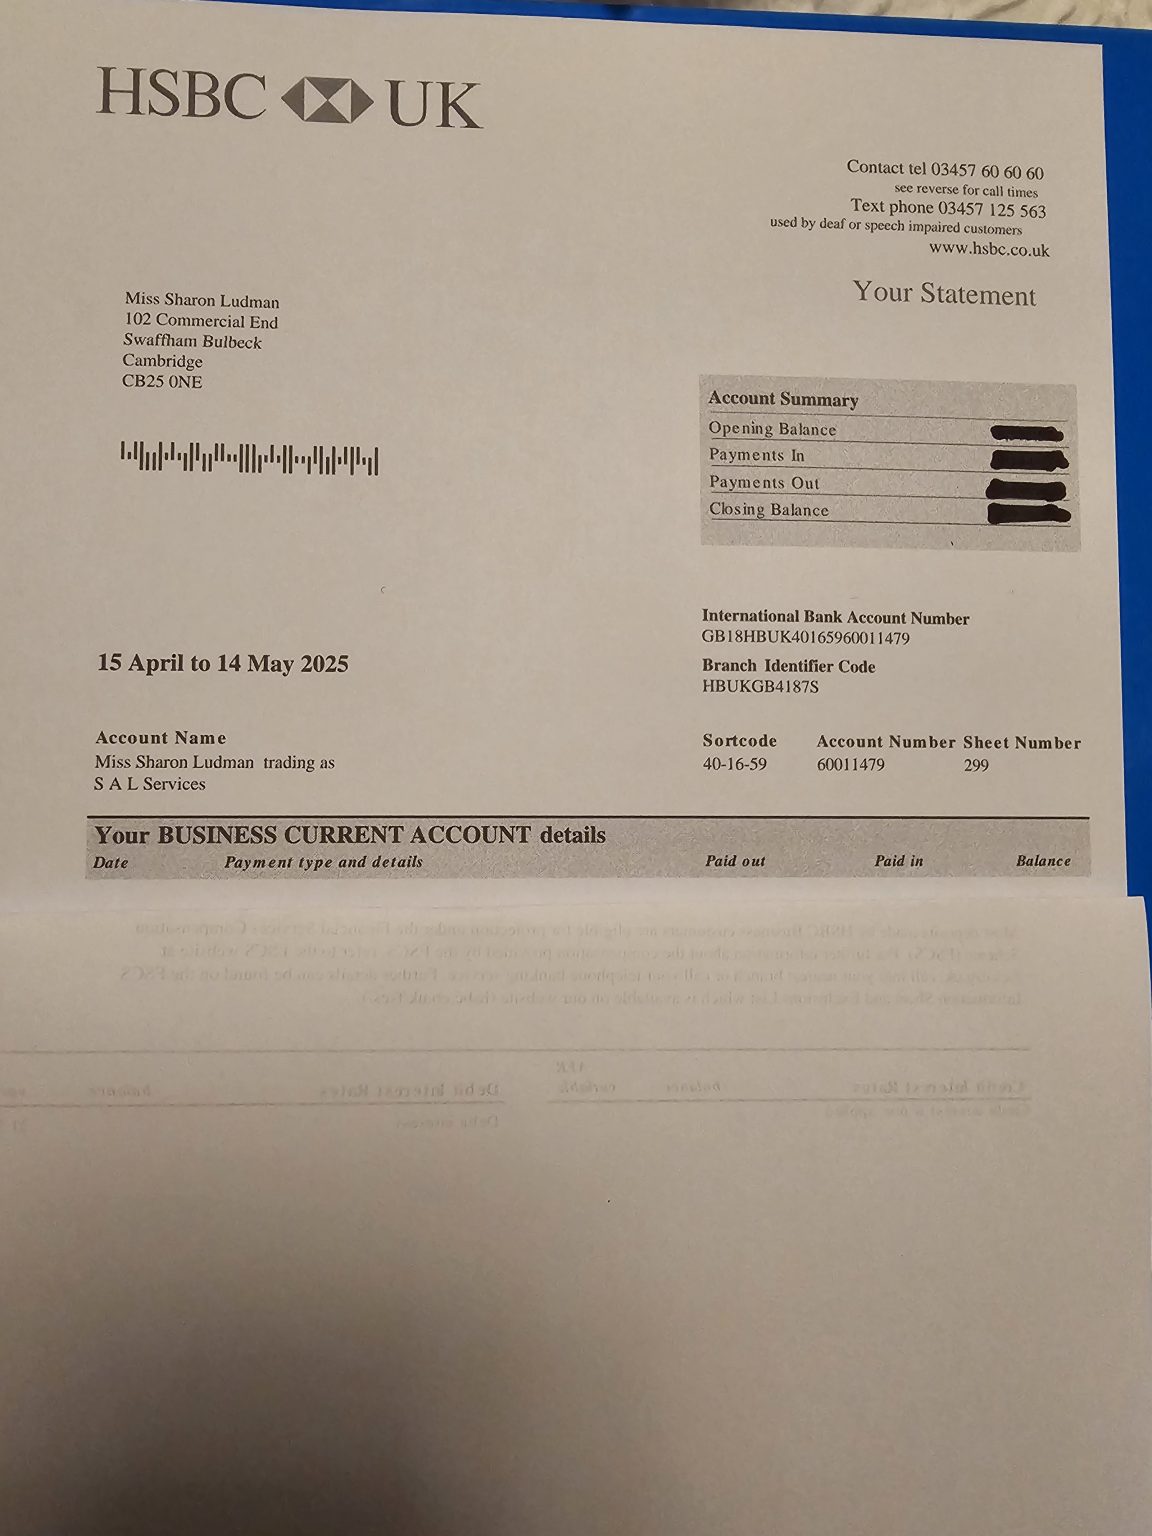 HSBC UK
Contact tel 03457 60 60 60
see reverse for call times
Text phone 03457 125 563
used by deaf or speech impaired customers
www.hsbc.co.uk
Your Statement
Miss Sharon Ludman
102 Commercial End
Swaffham Bulbeck
Cambridge
CB25 0NE
Account Summary
Opening Balance
Payments In
Payments Out
Closing Balance
International Bank Account Number
GB18HBUK40165960011479
15 April to 14 May 2025
Branch Identifier Code
HBUKGB4187S
Account Name
Miss Sharon Ludman trading as
S A L Services
Sortcode Account Number Sheet Number
40-16-59 60011479 299
Your BUSINESS CURRENT ACCOUNT details
Date Payment type and details Paid out Paid in Balance